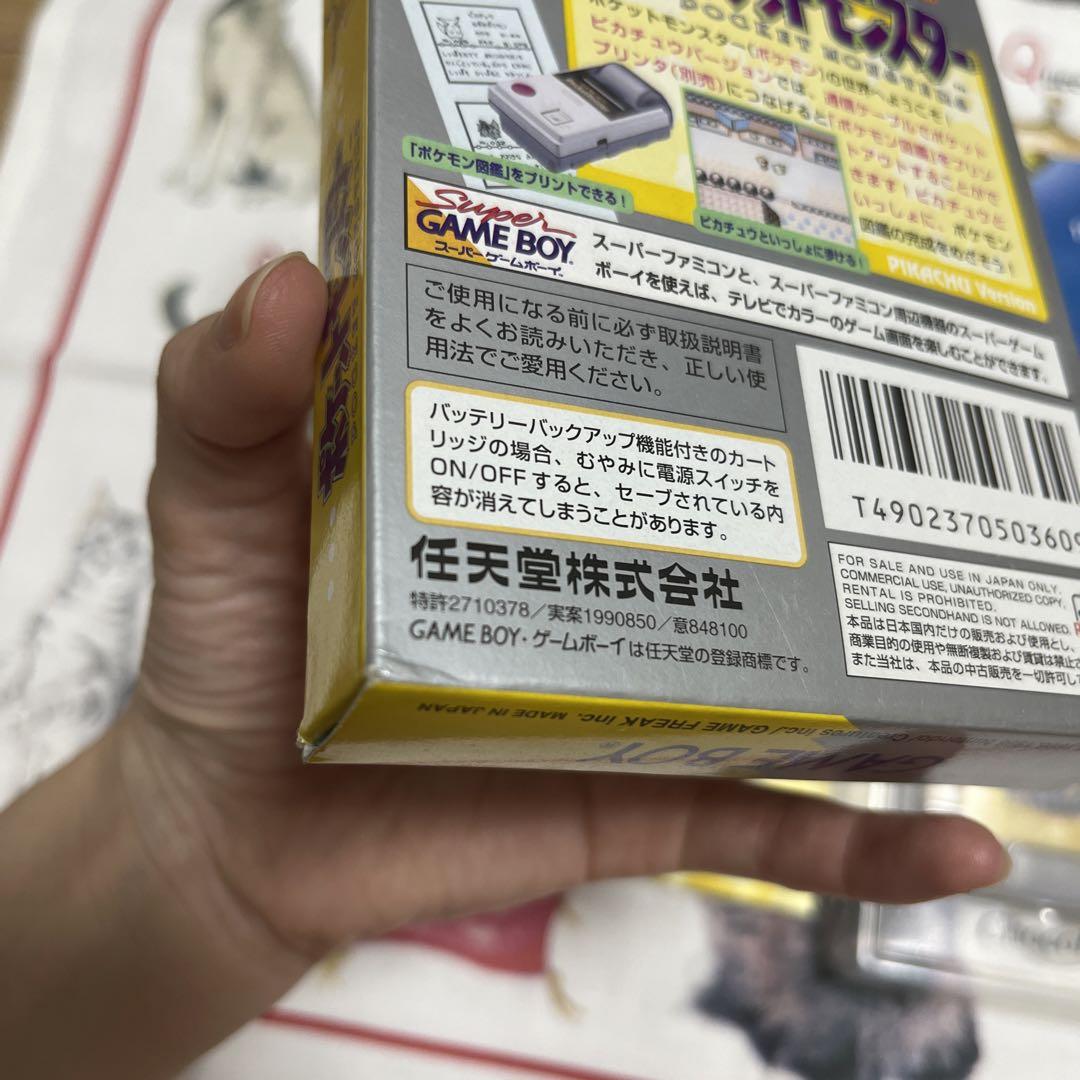 ポケットモンスター
ポケットモンスター(ポケモン)の世界へようこそ!
ピカチュウバージョンでは、通信ケーブルでポケット
プリンタ(別売)につなげると「ポケモン図鑑」をプリン
トアウトすることがで
きます!ピカチュウと
いっしょに、ポケモン
図鑑の完成をめざそう!
PIKACHU Version
「ポケモン図鑑」をプリントできる!
ピカチュウといっしょに歩ける!
Super
GAME BOY
スーパーゲームボーイ
スーパーファミコンと、スーパーファミコン周辺機器のスーパーゲーム
ボーイを使えば、テレビでカラーのゲーム画面を楽しむことができます。
ご使用になる前に必ず取扱説明書
をよくお読みいただき、正しい使
用法でご愛用ください。
バッテリーバックアップ機能付きのカート
リッジの場合、むやみに電源スイッチを
ON/OFFすると、セーブされている内
容が消えてしまうことがあります。
任天堂株式会社
特許2710378/実案1990850/意848100
GAME BOY・ゲームボーイは任天堂の登録商標です。
T4902370503609
FOR SALE AND USE IN JAPAN ONLY.
COMMERCIAL USE, UNAUTHORIZED COPY,
RENTAL IS PROHIBITED.
SELLING SECONDHAND IS NOT ALLOWED.
本品は日本国内だけの販売および使用とし、
商業目的の使用や無断複製および賃貸は禁止さ
また当社は、本品の中古販売を一切許可して
Creatures inc./GAME FREAK inc. MADE IN JAPAN
GAME BOY®